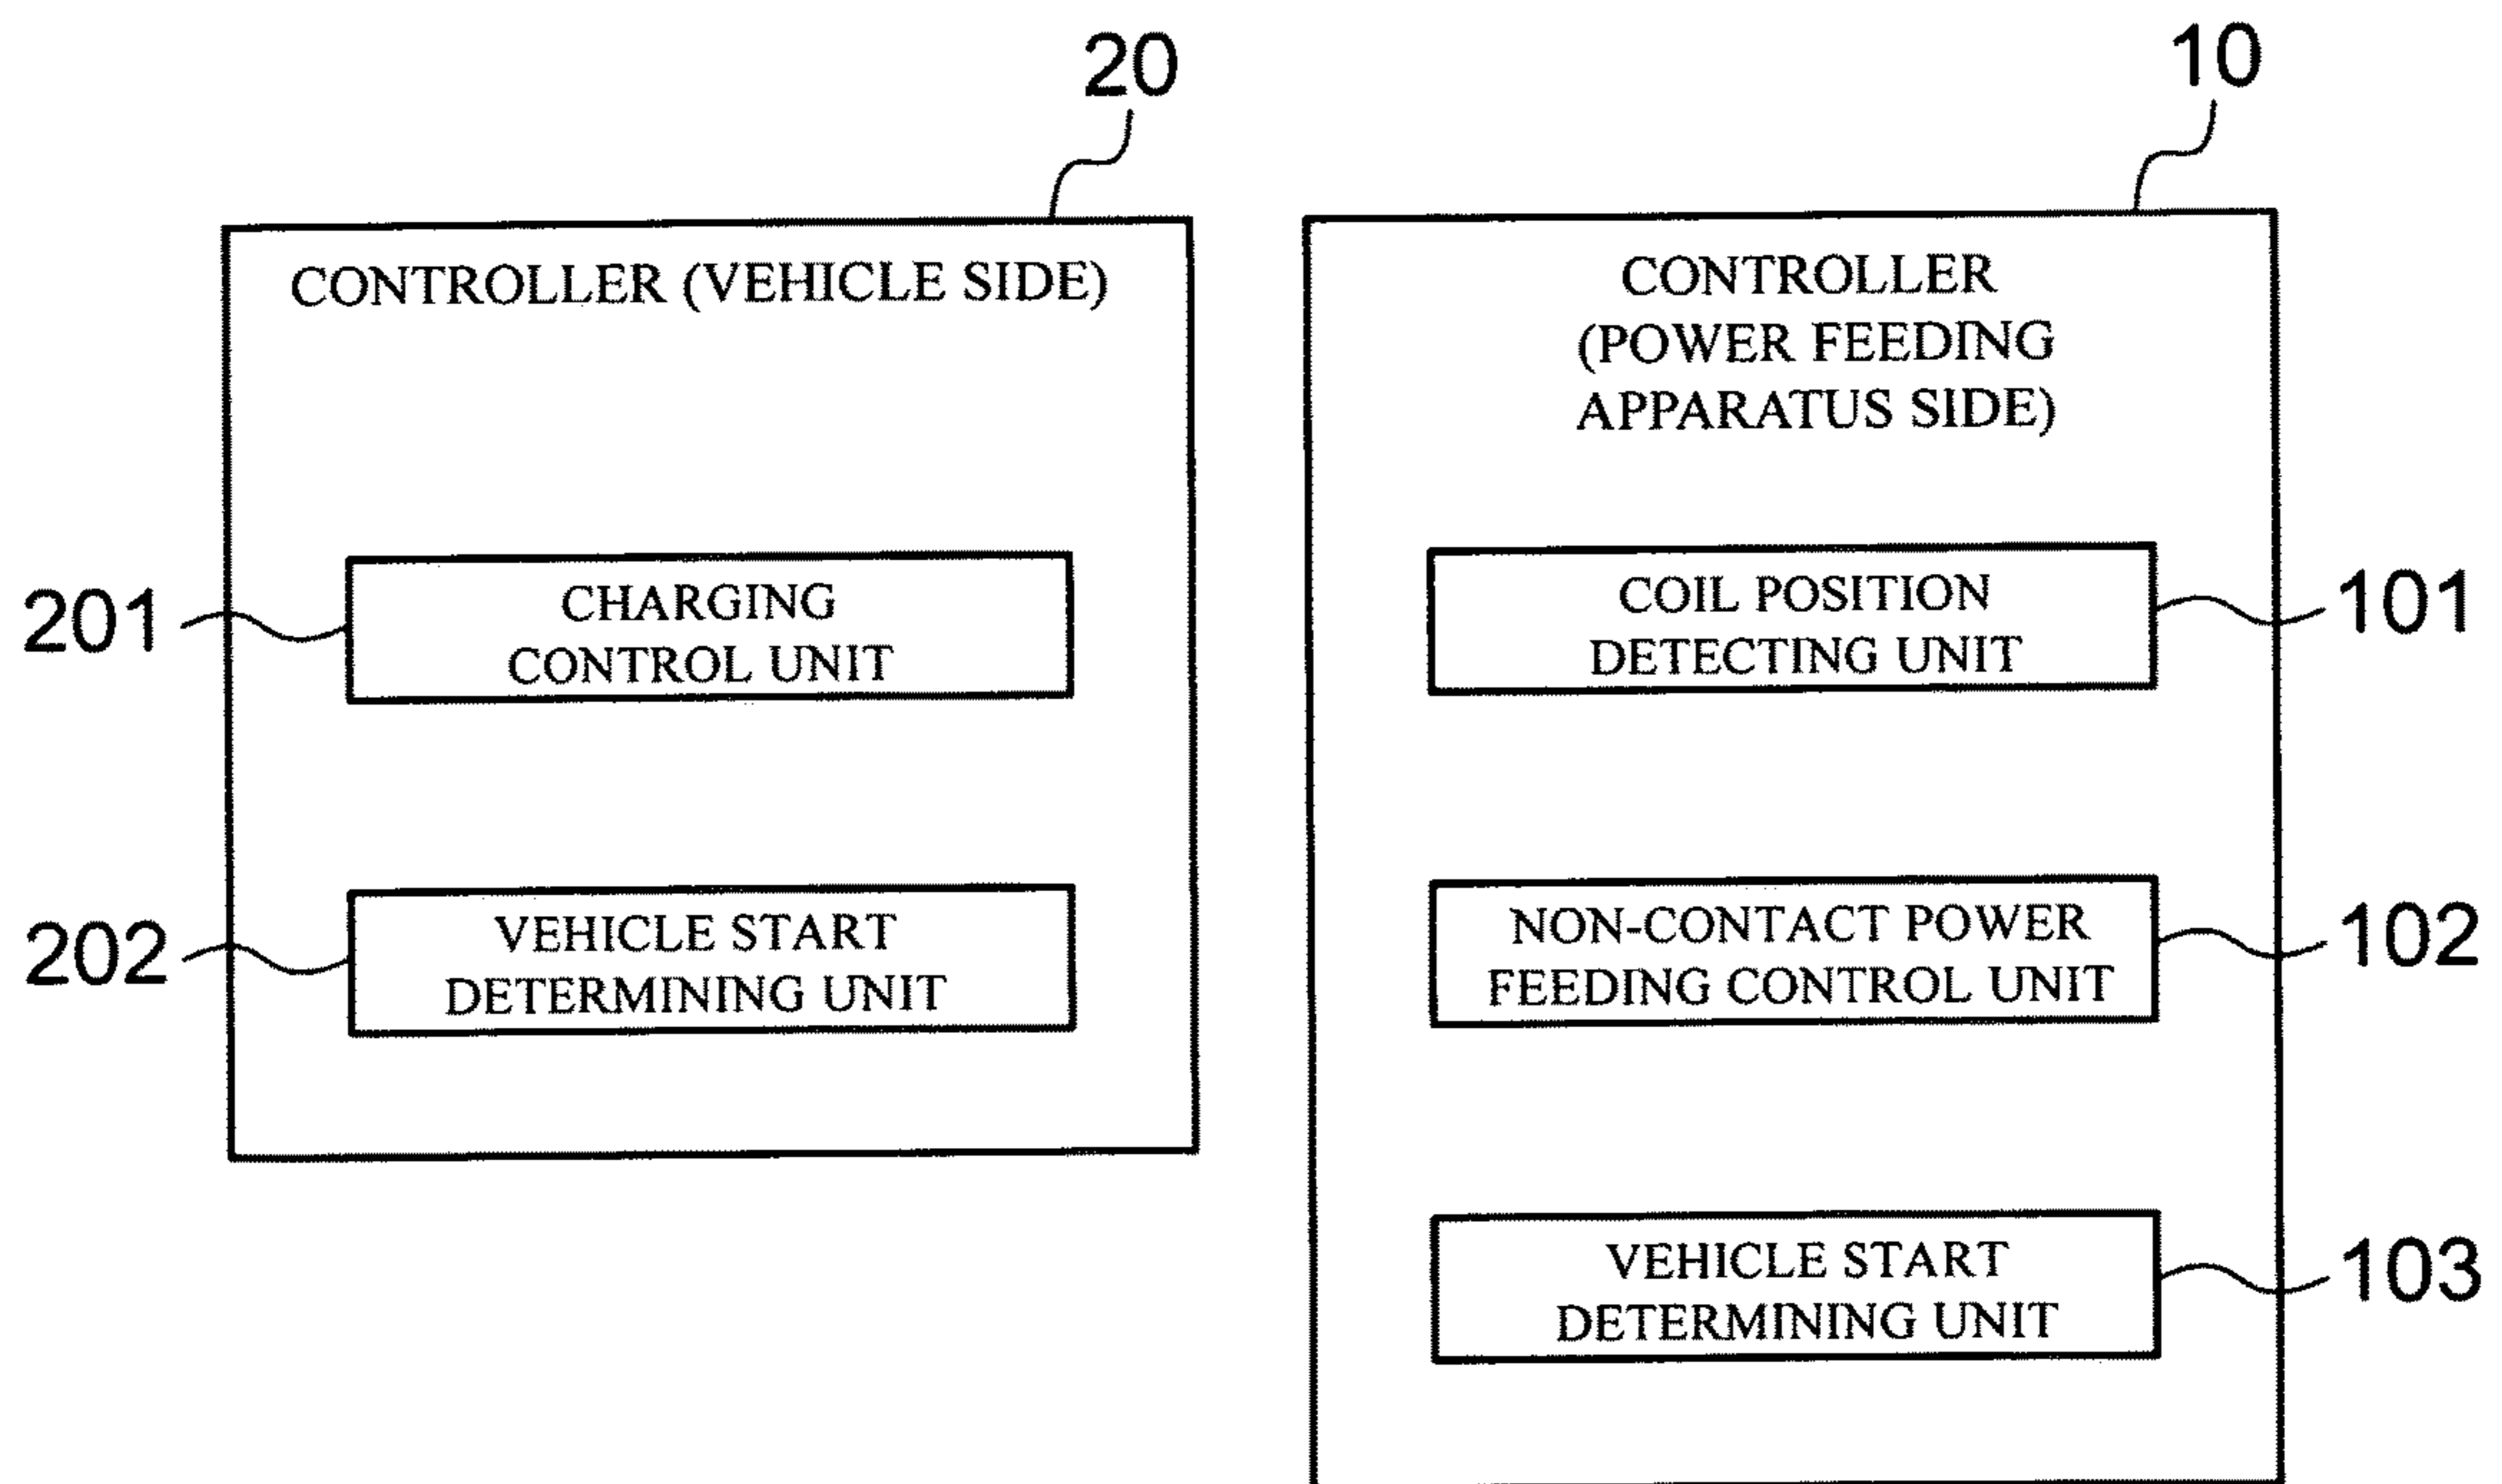 20
CONTROLLER (VEHICLE SIDE)
201
CHARGING
CONTROL UNIT
202
VEHICLE START
DETERMINING UNIT
10
CONTROLLER
(POWER FEEDING
APPARATUS SIDE)
COIL POSITION
DETECTING UNIT
101
NON-CONTACT POWER
FEEDING CONTROL UNIT
102
VEHICLE START
DETERMINING UNIT
103